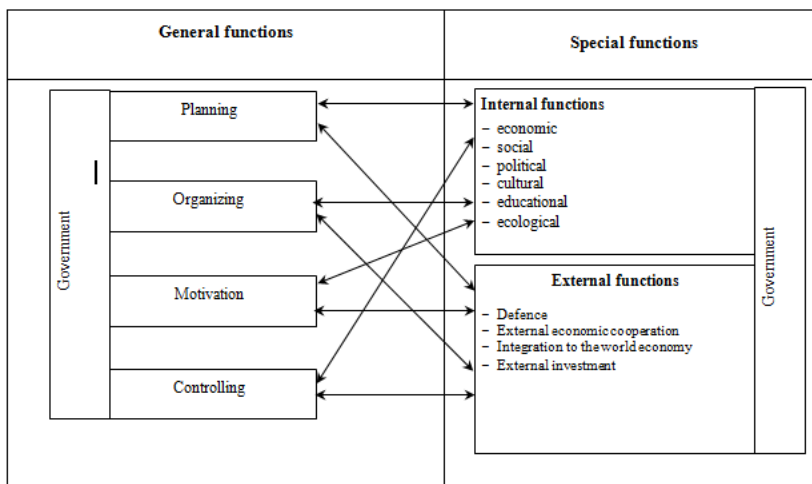 General functions
Special functions
Government
Planning
Organizing
Motivation
Controlling
Internal functions
– economic
– social
– political
– cultural
– educational
– ecological
External functions
– Defence
– External economic cooperation
– Integration to the world economy
– External investment
Government